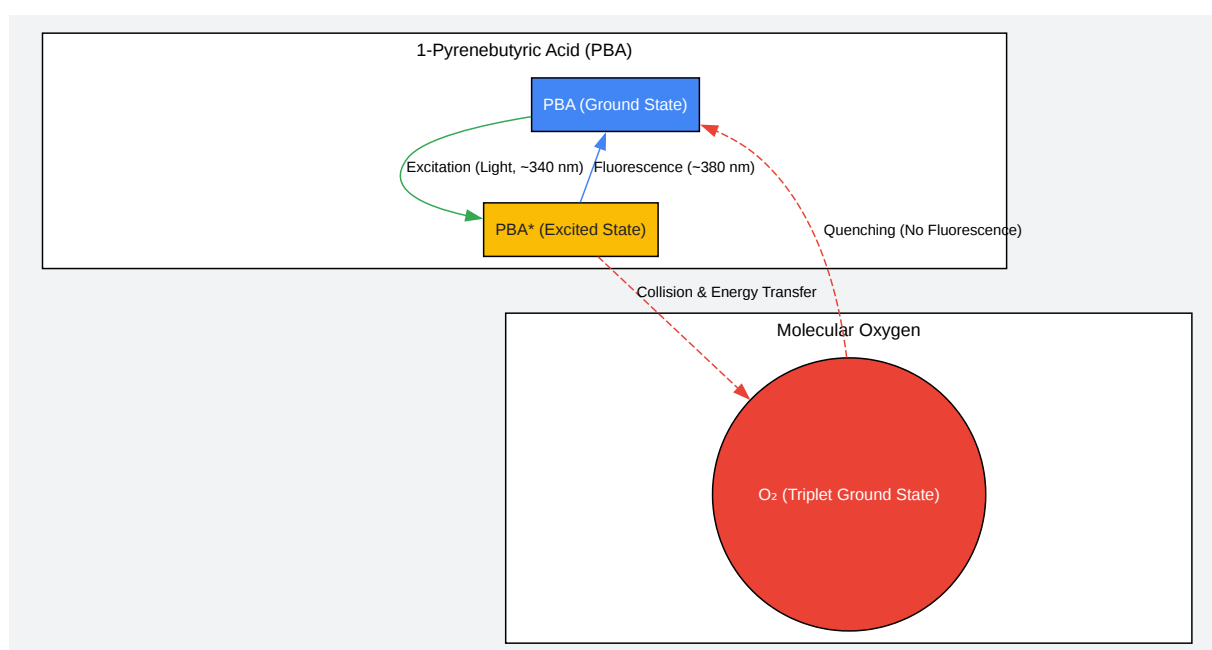 1-Pyrenebutyric Acid (PBA)
PBA (Ground State)
Excitation (Light, ~340 nm)
Fluorescence (~380 nm)
PBA* (Excited State)
Quenching (No Fluorescence)
Collision & Energy Transfer
Molecular Oxygen
O₂ (Triplet Ground State)